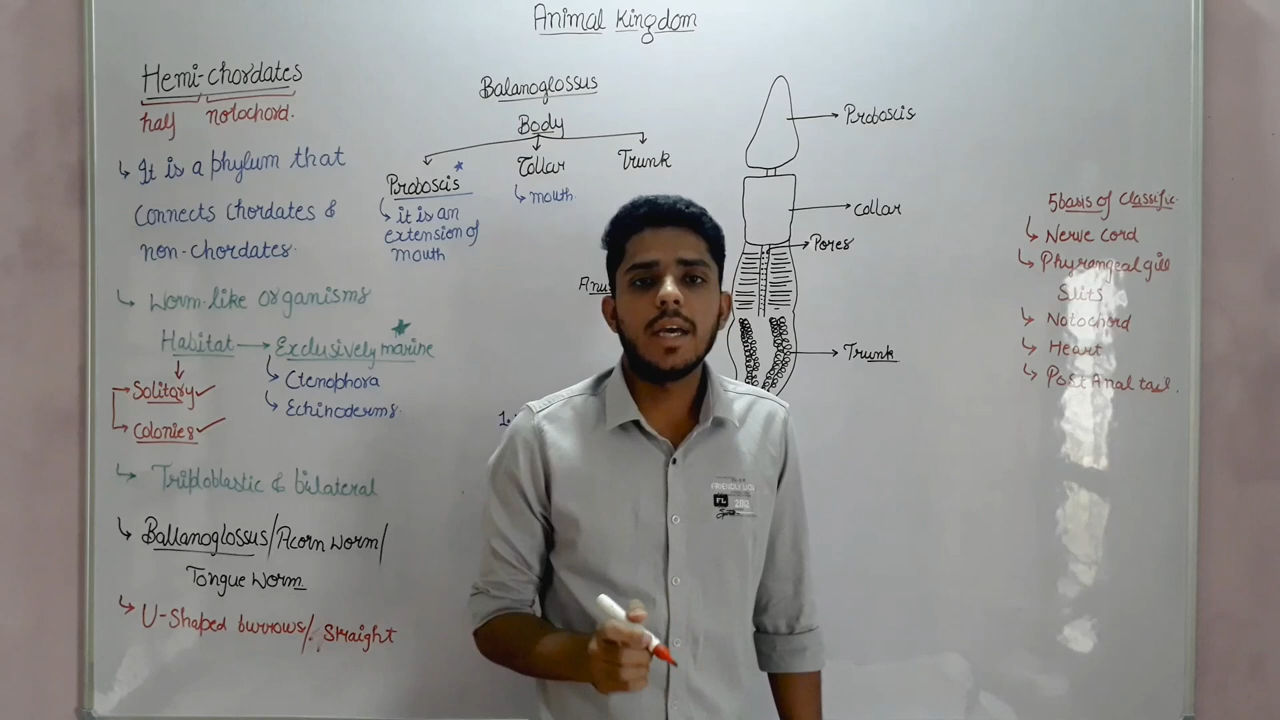 Animal Kingdom
Hemi-chordates
half notochord.
It is a phylum that
connects chordates &
non-chordates.
Worm-like organisms
Habitat Exclusively marine
Ctenophora
Echinoderms.
Solitary
Colonies
Triploblastic & bilateral
Ballanoglossus/Acorn worm/
Tongue worm.
U-Shaped burrows/. Straight
Balanoglossus
Body
Proboscis
it is an
extension of
mouth
Collar
mouth.
Trunk
Proboscis
collar
Pores
Trunk
1.
5 basis of Classific.
Nerve cord
Phyrangeal gill
Slits
Notochord
Heart
Post Anal tail.
FL